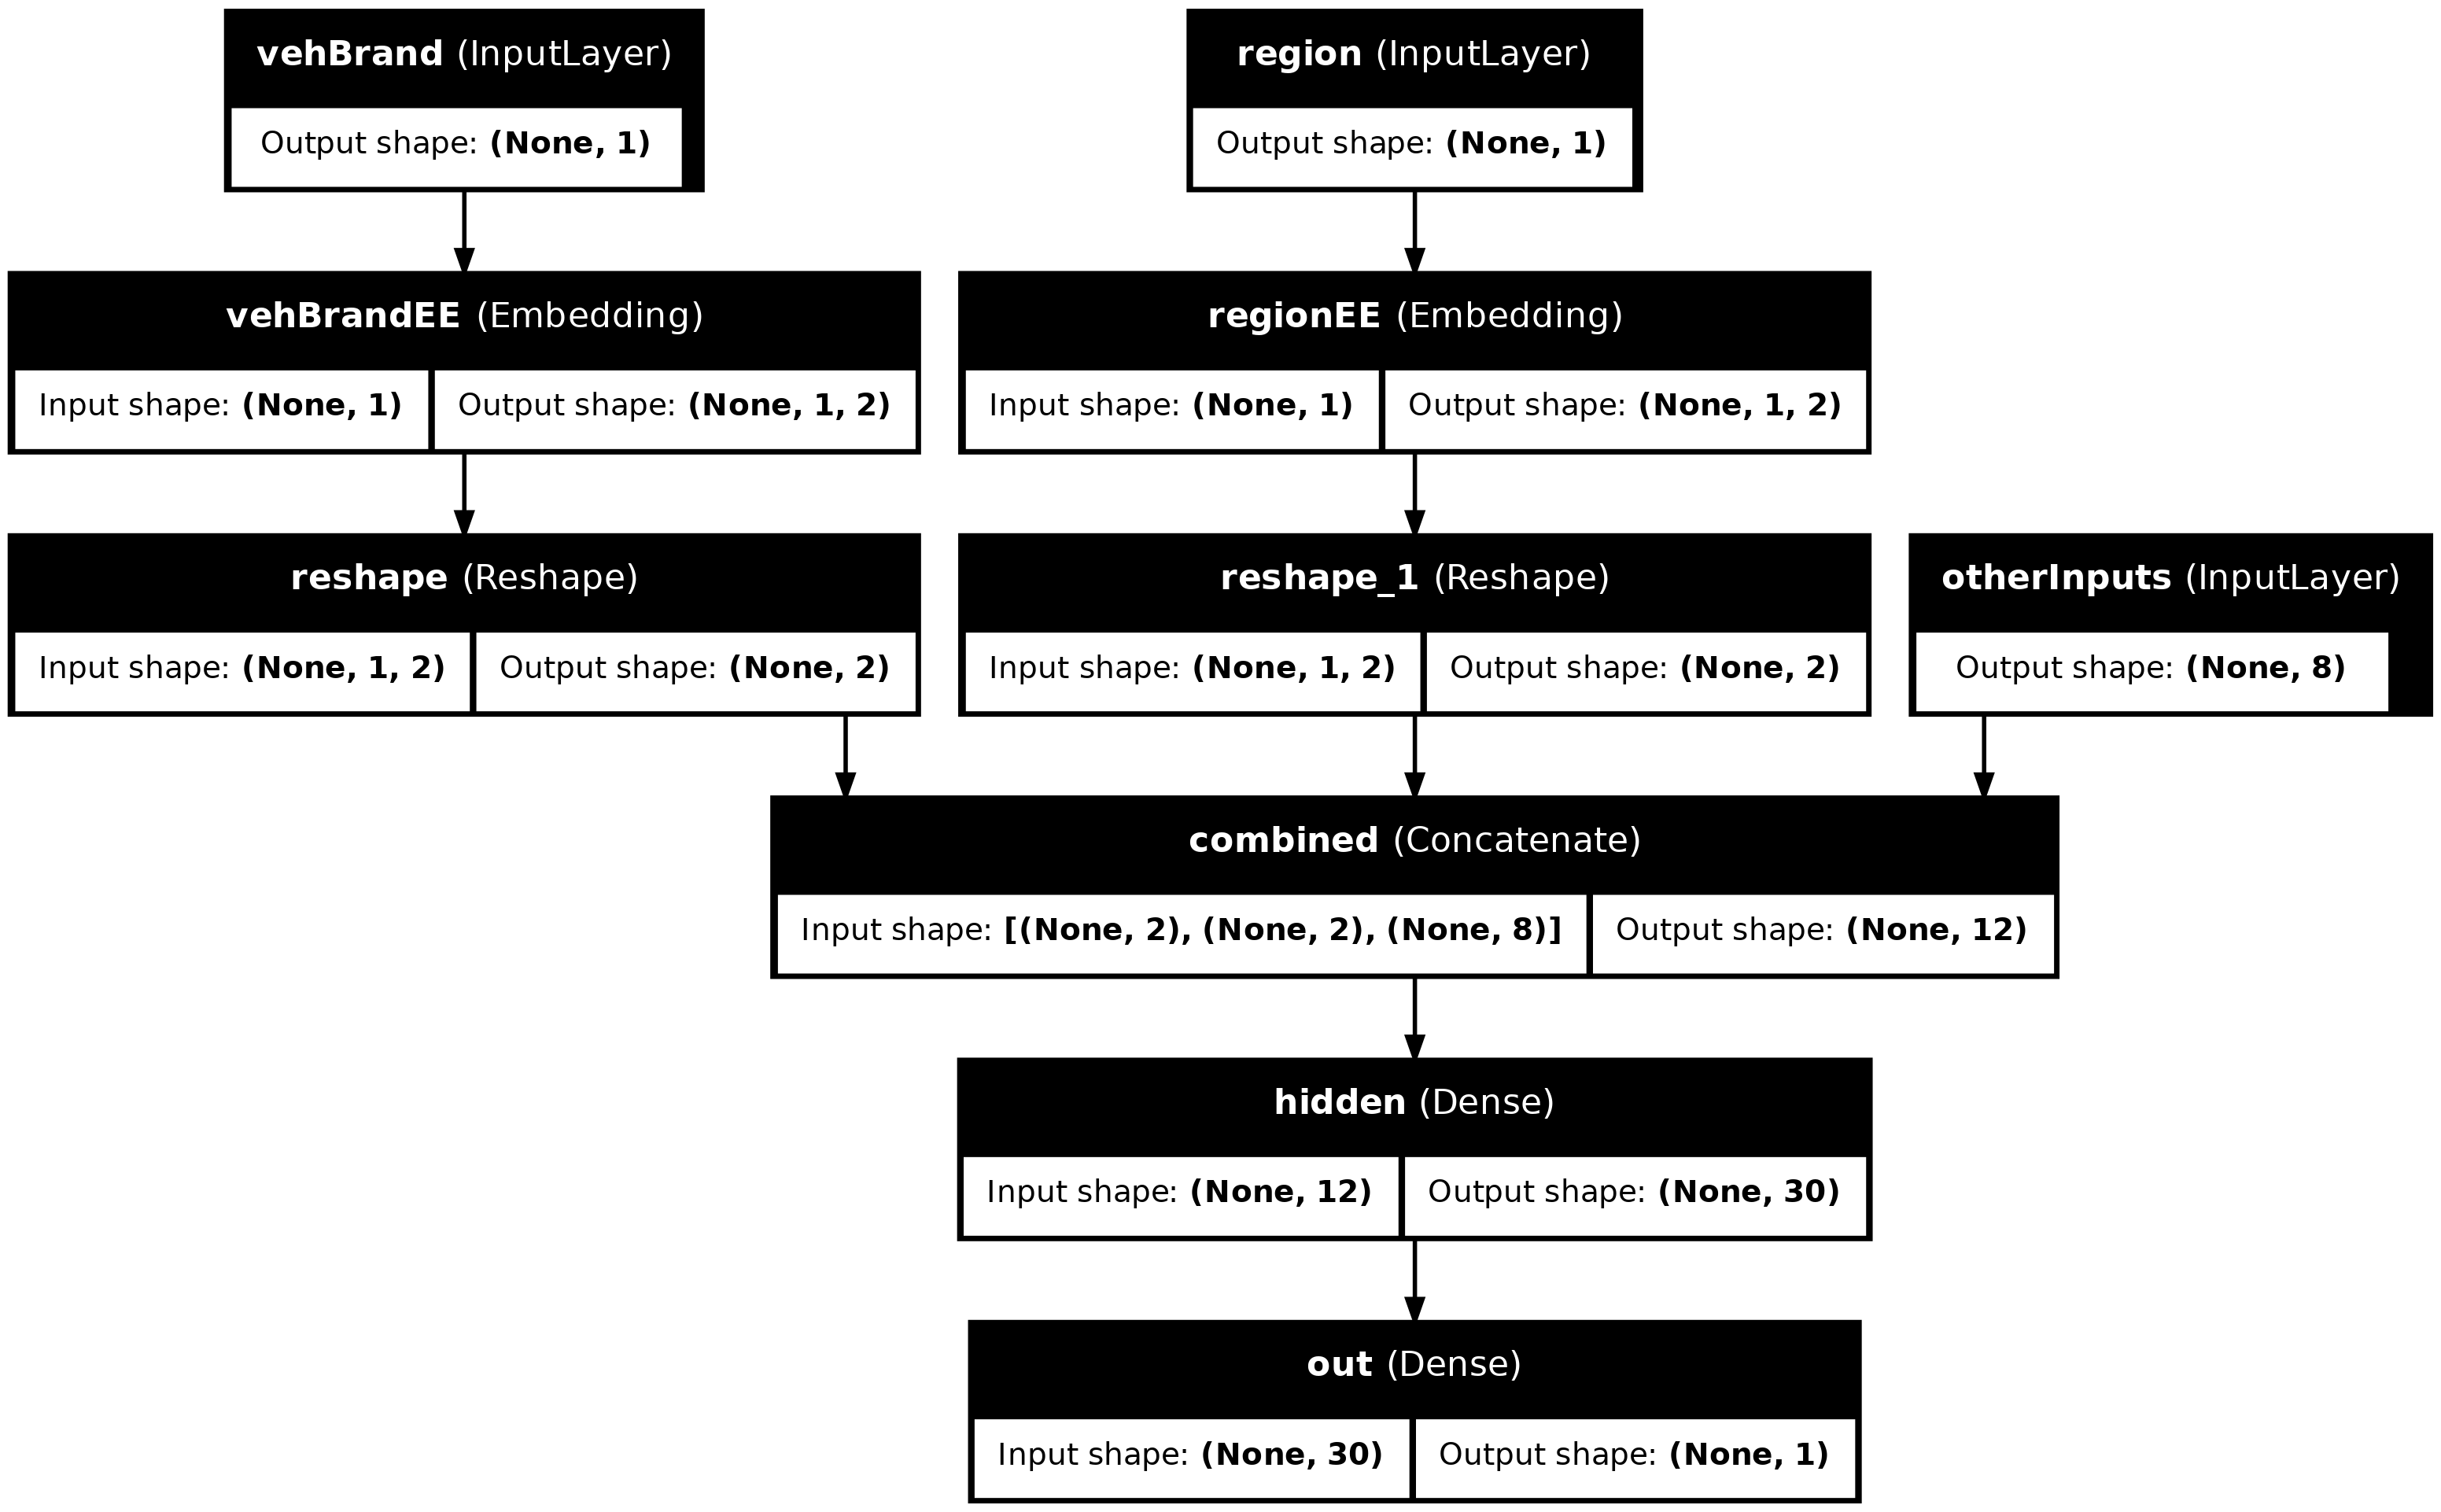 vehBrand (InputLayer)
Output shape: (None, 1)
region (InputLayer)
Output shape: (None, 1)
vehBrandEE (Embedding)
Input shape: (None, 1)
Output shape: (None, 1, 2)
regionEE (Embedding)
Input shape: (None, 1)
Output shape: (None, 1, 2)
reshape (Reshape)
Input shape: (None, 1, 2)
Output shape: (None, 2)
reshape_1 (Reshape)
Input shape: (None, 1, 2)
Output shape: (None, 2)
otherInputs (InputLayer)
Output shape: (None, 8)
combined (Concatenate)
Input shape: [(None, 2), (None, 2), (None, 8)]
Output shape: (None, 12)
hidden (Dense)
Input shape: (None, 12)
Output shape: (None, 30)
out (Dense)
Input shape: (None, 30)
Output shape: (None, 1)